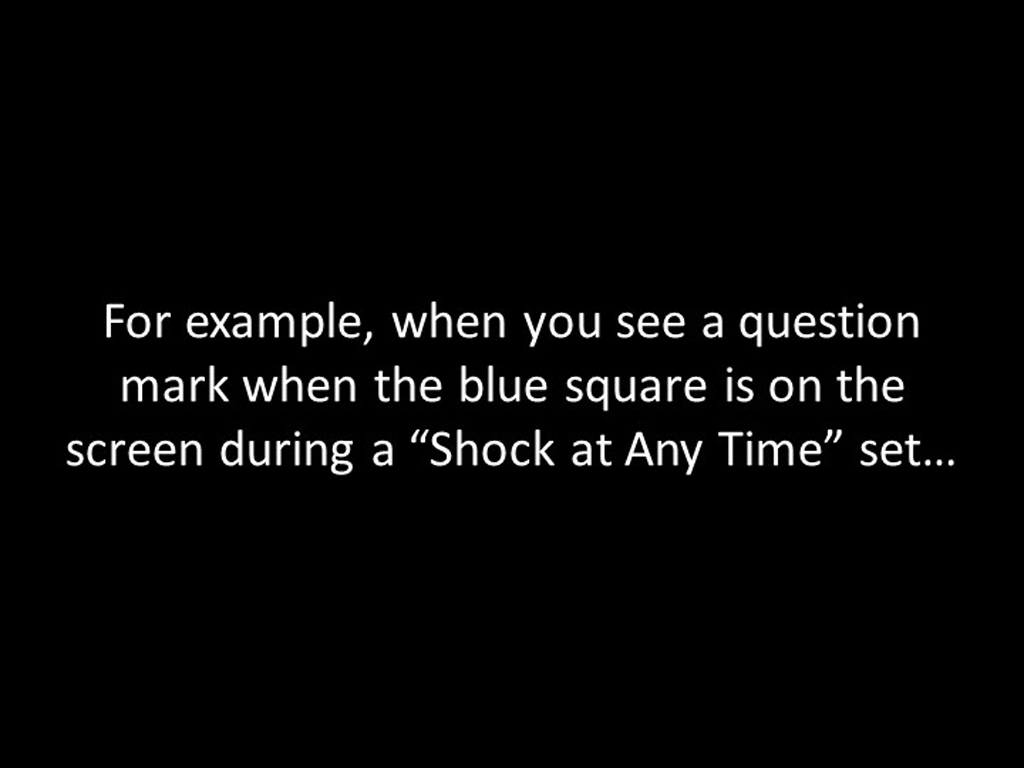 For example, when you see a question
mark when the blue square is on the
screen during a “Shock at Any Time” set…